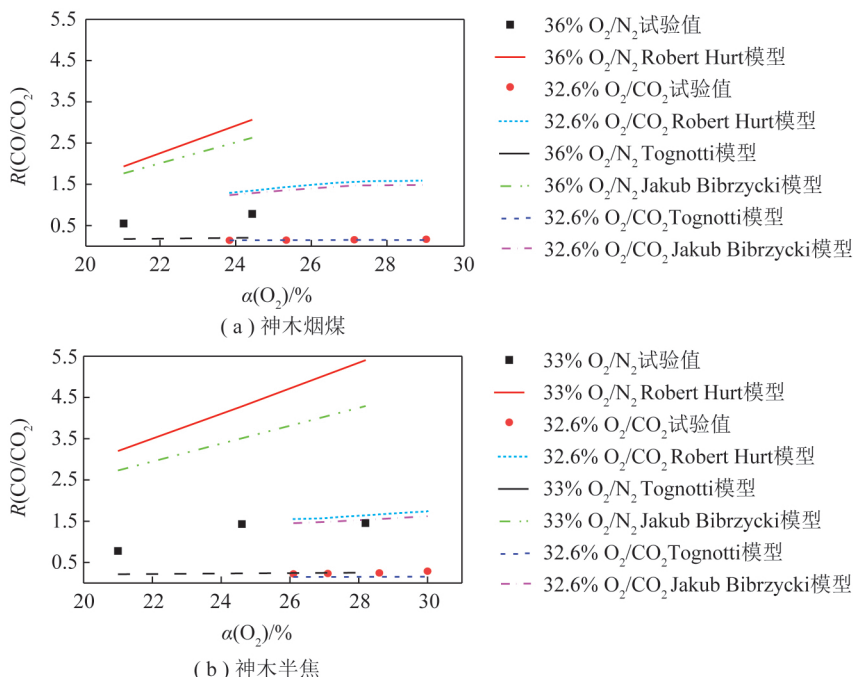 5.5
4.5
3.5
2.5
1.5
0.5
R(CO/CO₂)
20 22 24 26 28 30
α(O₂)/%
(a)神木烟煤
36% O₂/N₂试验值
36% O₂/N₂ Robert Hurt模型
32.6% O₂/CO₂试验值
32.6% O₂/CO₂ Robert Hurt模型
36% O₂/N₂ Tognotti模型
36% O₂/N₂ Jakub Bibrzycki模型
32.6% O₂/CO₂Tognotti模型
32.6% O₂/CO₂ Jakub Bibrzycki模型
5.5
4.5
3.5
2.5
1.5
0.5
R(CO/CO₂)
20 22 24 26 28 30
α(O₂)/%
(b)神木半焦
33% O₂/N₂试验值
33% O₂/N₂ Robert Hurt模型
32.6% O₂/CO₂试验值
32.6% O₂/CO₂ Robert Hurt模型
33% O₂/N₂ Tognotti模型
33% O₂/N₂ Jakub Bibrzycki模型
32.6% O₂/CO₂Tognotti模型
32.6% O₂/CO₂ Jakub Bibrzycki模型